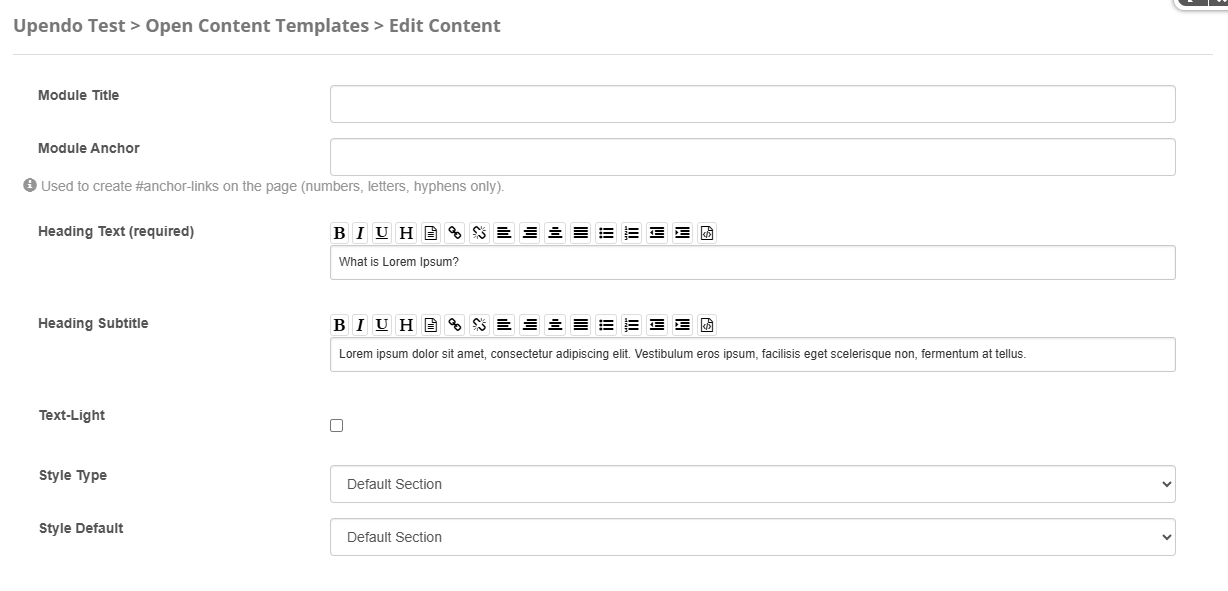 Upendo Test > Open Content Templates > Edit Content
Module Title
Module Anchor
Used to create #anchor-links on the page (numbers, letters, hyphens only).
Heading Text (required)
B I U H
What is Lorem Ipsum?
Heading Subtitle
B I U H
Lorem ipsum dolor sit amet, consectetur adipiscing elit. Vestibulum eros ipsum, facilisis eget scelerisque non, fermentum at tellus.
Text-Light
Style Type
Default Section
Style Default
Default Section